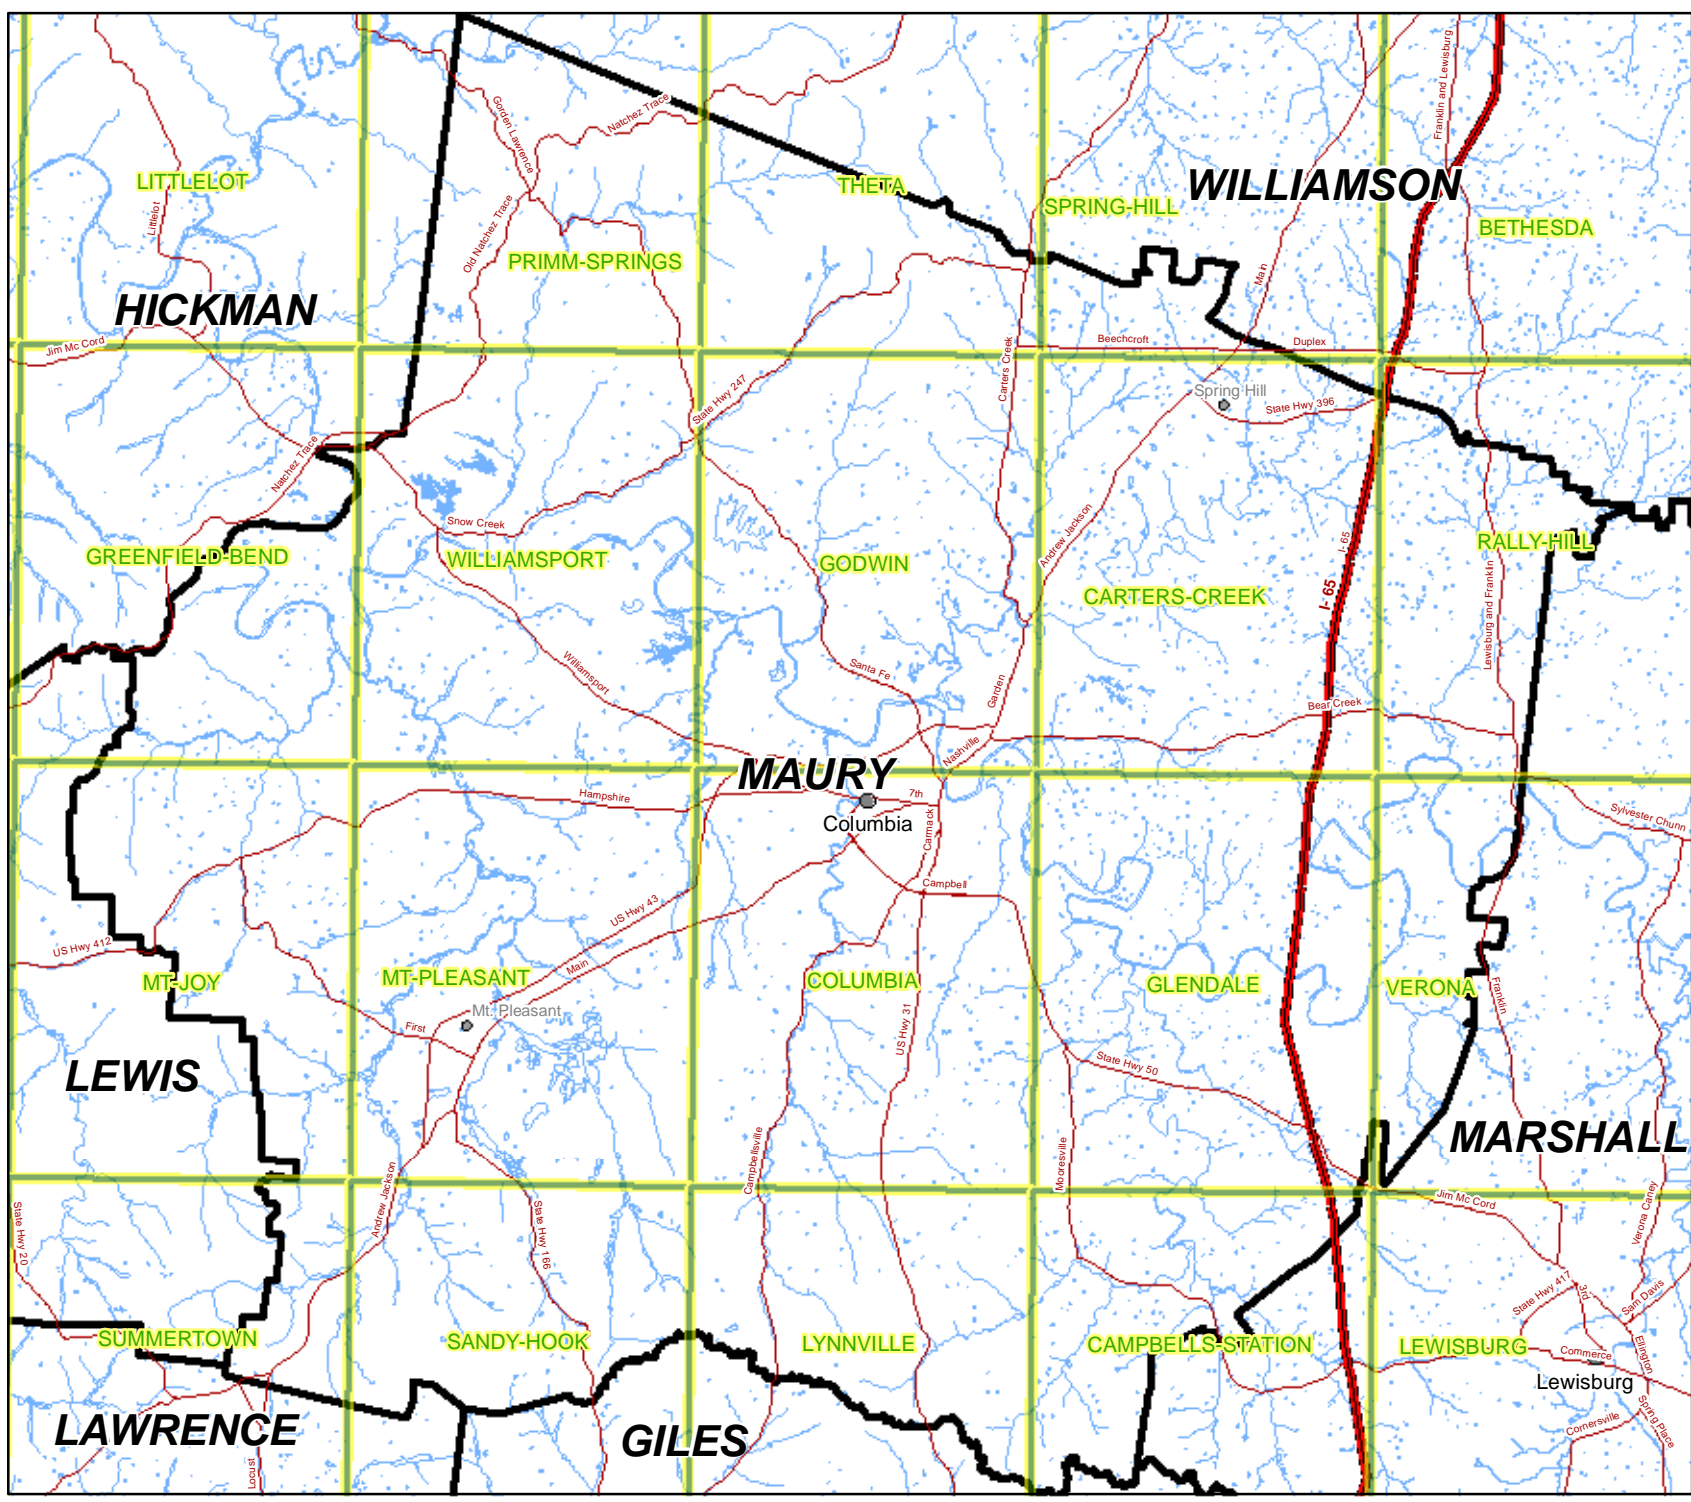 Franklin and Lewisburg
Gorden Lawrence
Natchez Trace
LITTLELOT
THETA
WILLIAMSON
SPRING-HILL
Littlelot
Old Natchez Trace
BETHESDA
PRIMM-SPRINGS
Main
HICKMAN
Jim Mc Cord
Beechcroft
Duplex
Carters Creek
State Hwy 247
Spring Hill
State Hwy 396
Natchez Trace
Snow Creek
Andrew Jackson
I- 65
RALLY-HILL
GREENFIELD-BEND
WILLIAMSPORT
GODWIN
CARTERS-CREEK
I- 65
Lewisburg and Franklin
Williamsport
Santa Fe
Garden
Bear Creek
Nashville
MAURY
Hampshire
7th
Columbia
Carmack
Sylvester Chunn
Campbell
US Hwy 43
US Hwy 412
Main
MT-JOY
MT-PLEASANT
COLUMBIA
GLENDALE
VERONA
Franklin
Mt. Pleasant
First
US Hwy 31
State Hwy 50
LEWIS
MARSHALL
Campbellsville
Mooresville
Andrew Jackson
State Hwy 20
State Hwy 166
Jim Mc Cord
Verona Caney
State Hwy 417
3rd
Sam Davis
SUMMERTOWN
SANDY-HOOK
LYNNVILLE
CAMPBELLS-STATION
LEWISBURG
Commerce
Ellington
Lewisburg
LAWRENCE
GILES
Cornersville
Spring Place
Locust